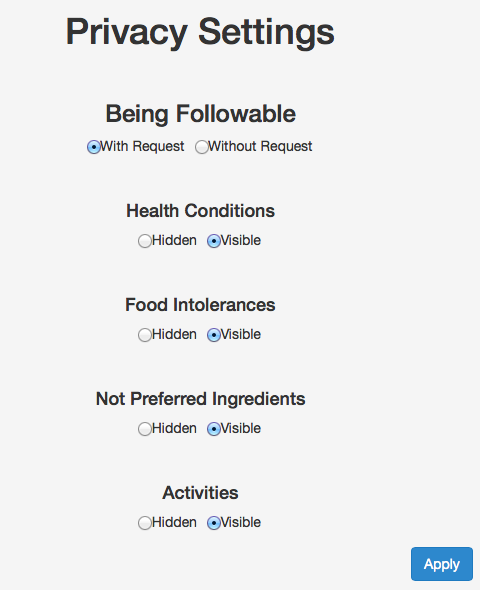 Privacy Settings
Being Followable
With Request Without Request
Health Conditions
Hidden Visible
Food Intolerances
Hidden Visible
Not Preferred Ingredients
Hidden Visible
Activities
Hidden Visible
Apply